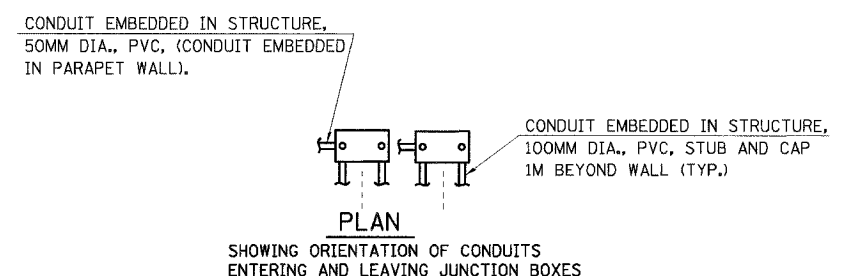 CONDUIT EMBEDDED IN STRUCTURE,
50MM DIA., PVC, (CONDUIT EMBEDDED
IN PARAPET WALL).
CONDUIT EMBEDDED IN STRUCTURE,
100MM DIA., PVC, STUB AND CAP
1M BEYOND WALL (TYP.)
PLAN
SHOWING ORIENTATION OF CONDUITS
ENTERING AND LEAVING JUNCTION BOXES